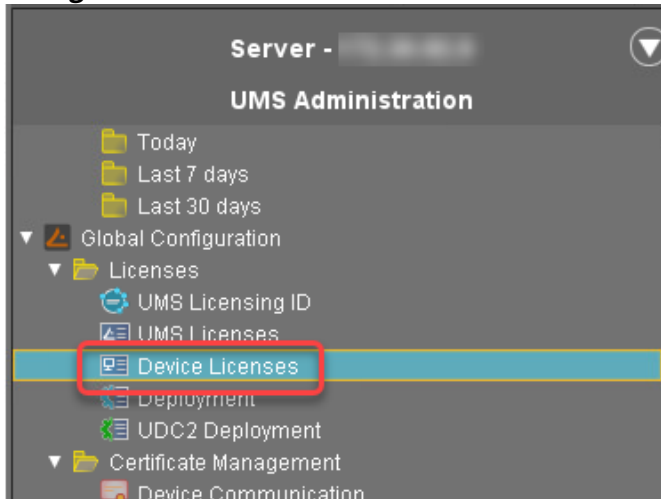 Server -
UMS Administration
Today
Last 7 days
Last 30 days
Global Configuration
Licenses
UMS Licensing ID
UMS Licenses
Device Licenses
Deployment
UDC2 Deployment
Certificate Management
Device Communication